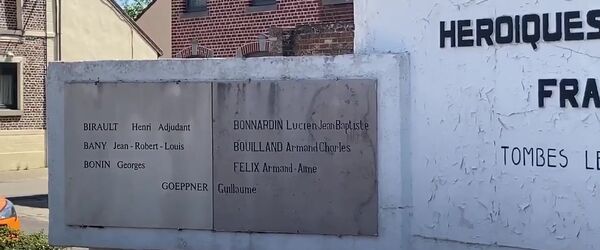 BIRAULT Henri Adjudant
BANY Jean-Robert-Louis
BONIN Georges
BONNARDIN Lucien Jean Baptiste
BOUILLAND Armand Charles
FELIX Armand-Aime
GOEPPNER Guillaume
HEROIQUES
FRA
TOMBES LE